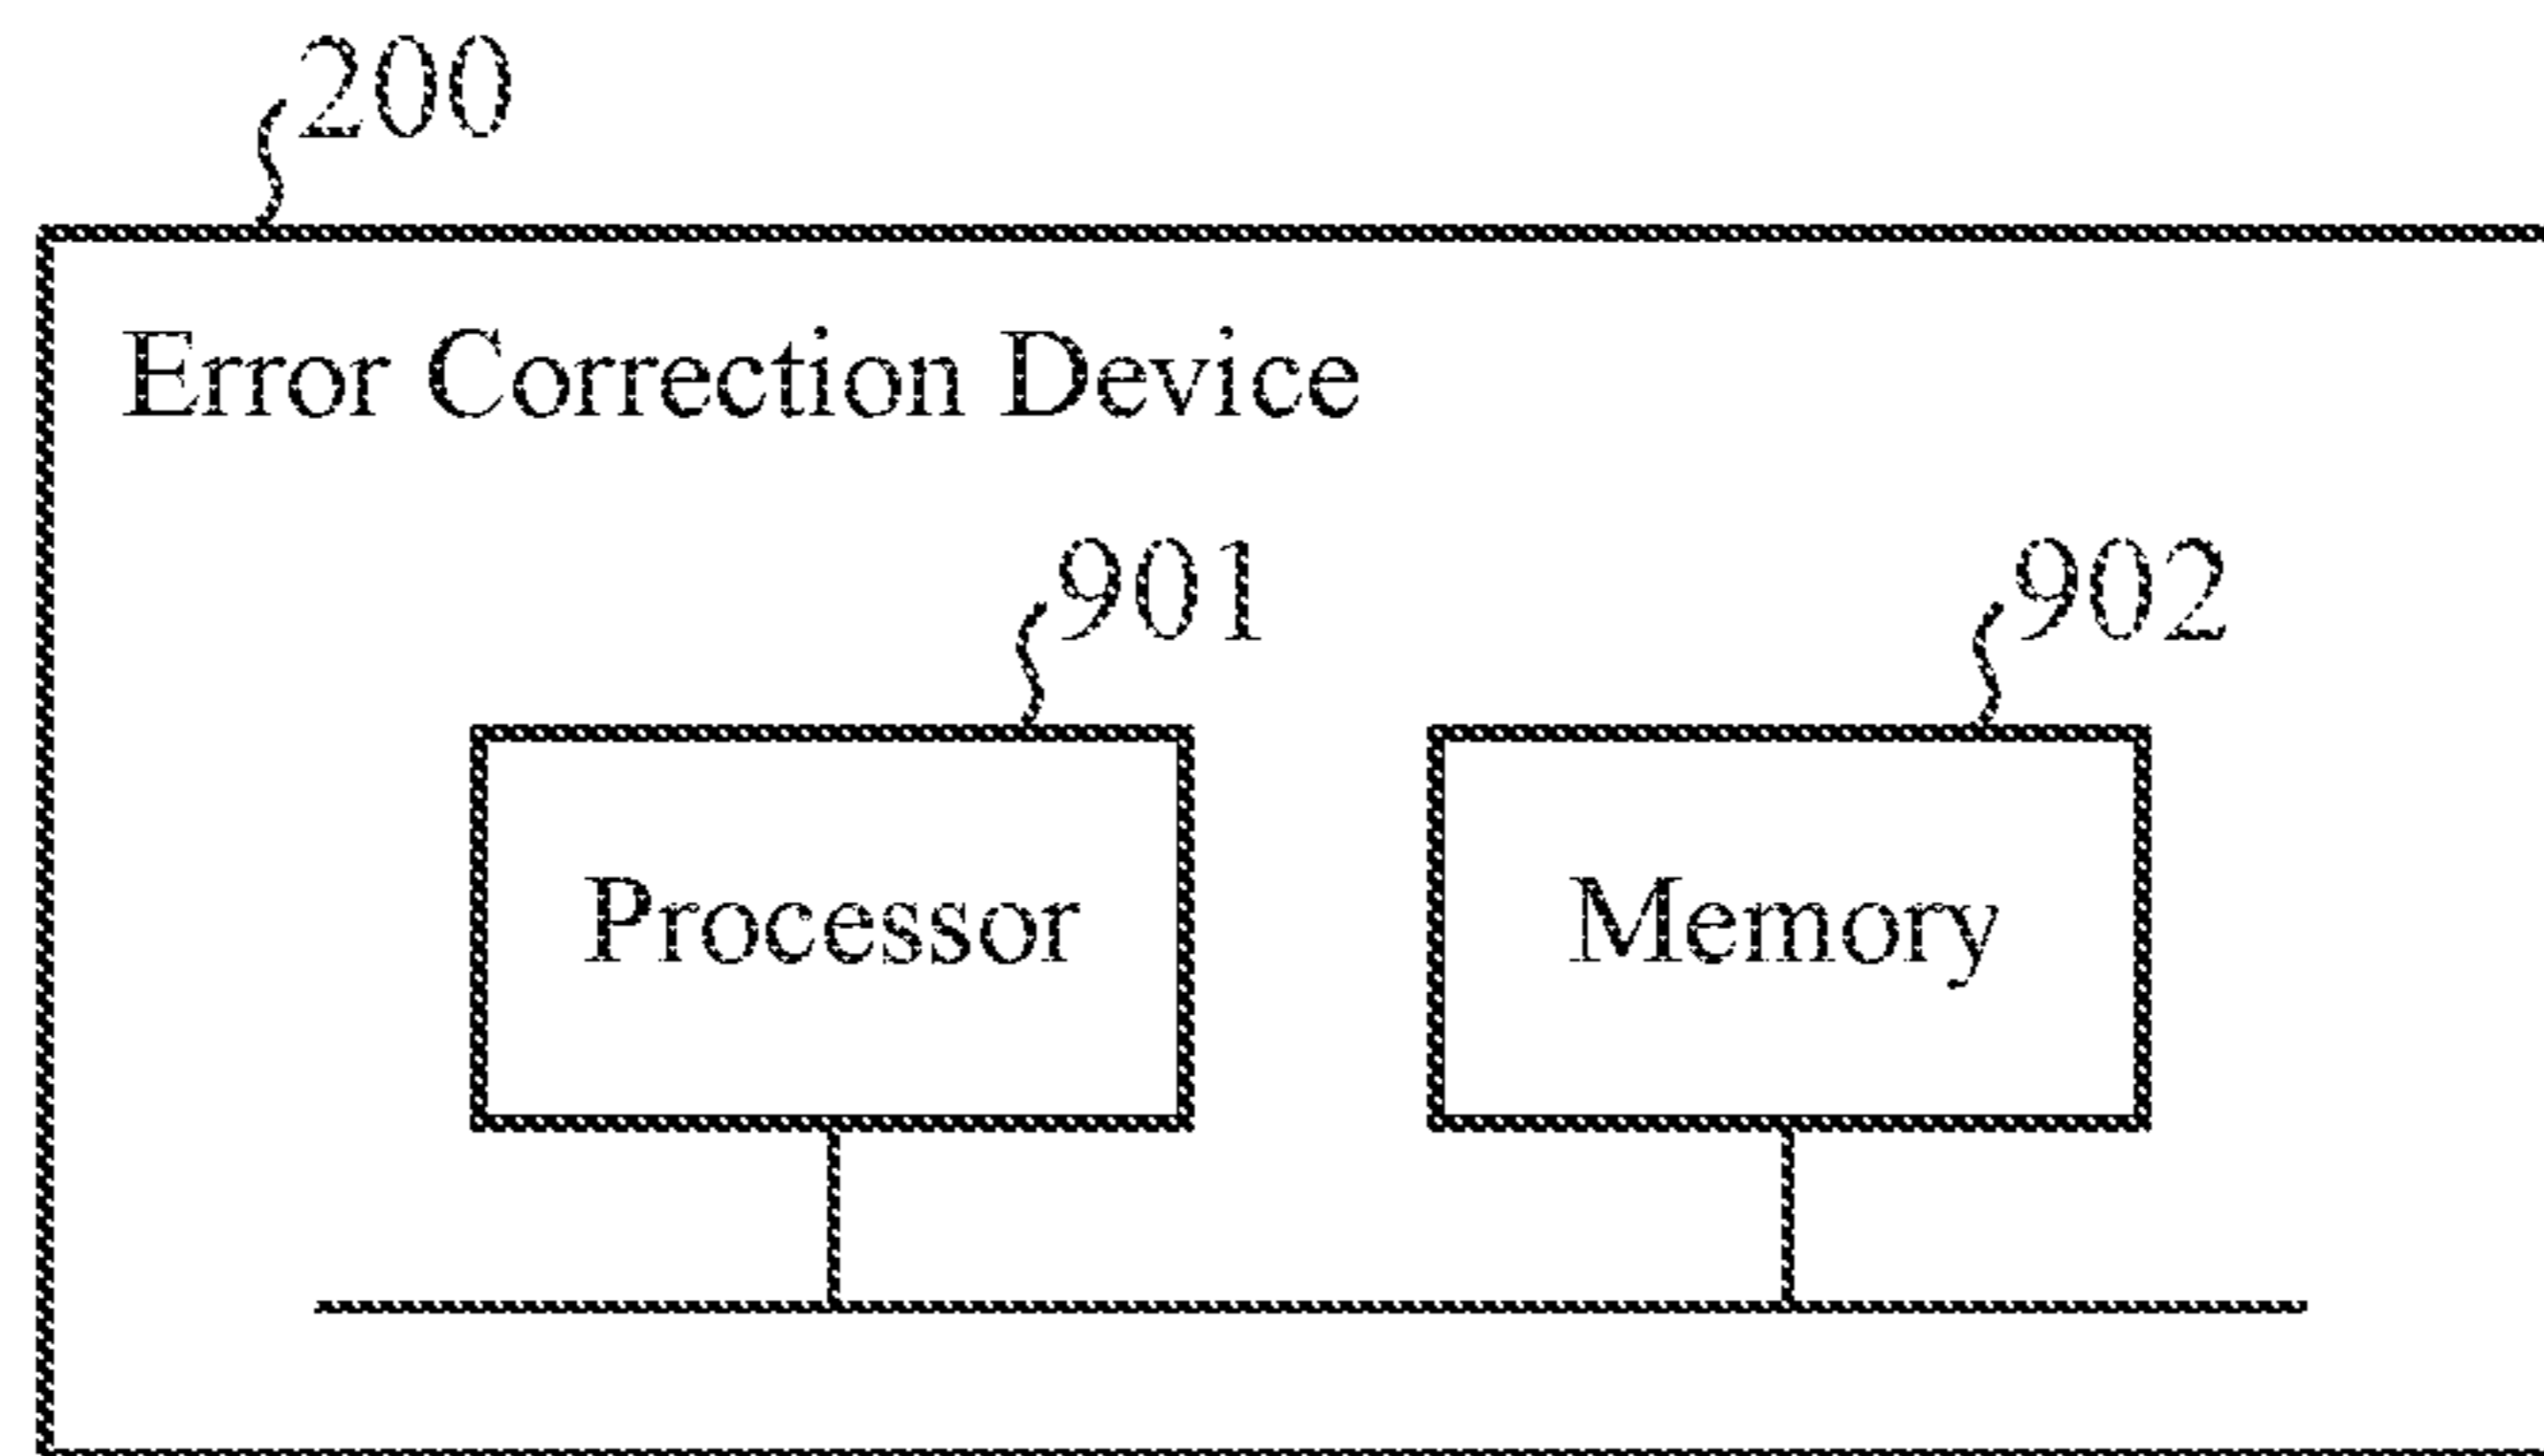 200
Error Correction Device
901
902
Processor
Memory